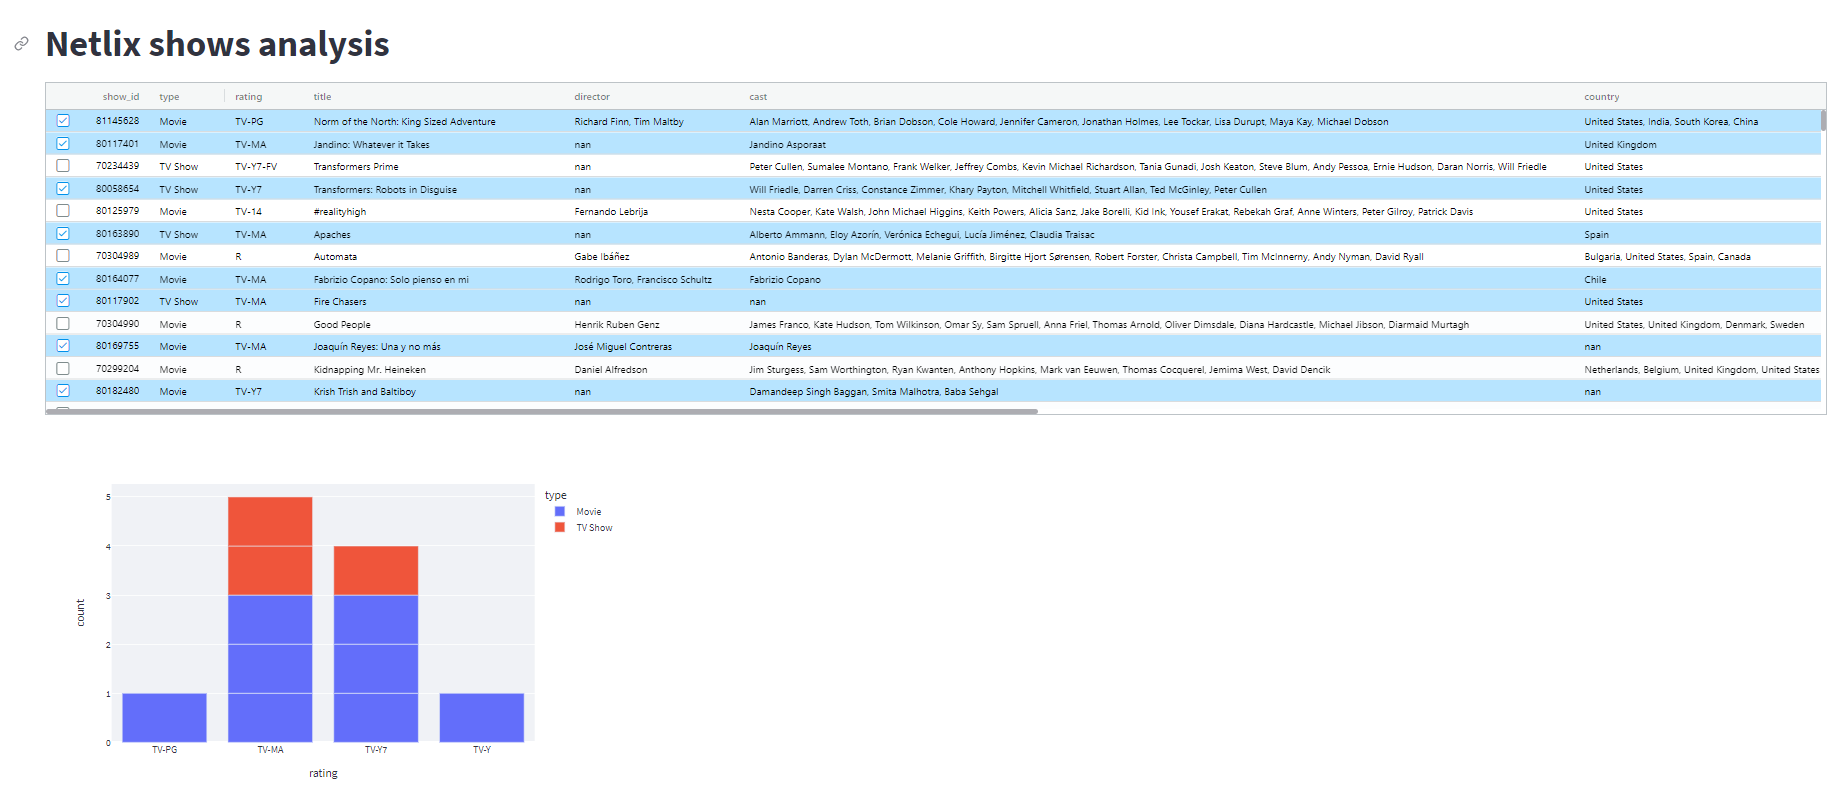 Netlix shows analysis
show_id type rating title director cast country
81145628 Movie TV-PG Norm of the North: King Sized Adventure Richard Finn, Tim Maltby Alan Marriott, Andrew Toth, Brian Dobson, Cole Howard, Jennifer Cameron, Jonathan Holmes, Lee Tockar, Lisa Durupt, Maya Kay, Michael Dobson United States, India, South Korea, China
80117401 Movie TV-MA Jandino: Whatever it Takes nan Jandino Asporaat United Kingdom
70234439 TV Show TV-Y7-FV Transformers Prime nan Peter Cullen, Sumalee Montano, Frank Welker, Jeffrey Combs, Kevin Michael Richardson, Tania Gunadi, Josh Keaton, Steve Blum, Andy Pessoa, Ernie Hudson, Daran Norris, Will Friedle United States
80058654 TV Show TV-Y7 Transformers: Robots in Disguise nan Will Friedle, Darren Criss, Constance Zimmer, Khary Payton, Mitchell Whitfield, Stuart Allan, Ted McGinley, Peter Cullen United States
80125979 Movie TV-14 #realityhigh Fernando Lebrija Nesta Cooper, Kate Walsh, John Michael Higgins, Keith Powers, Alicia Sanz, Jake Borelli, Kid Ink, Yousef Erakat, Rebekah Graf, Anne Winters, Peter Gilroy, Patrick Davis United States
80163890 TV Show TV-MA Apaches nan Alberto Ammann, Eloy Azorín, Verónica Echegui, Lucía Jiménez, Claudia Traisac Spain
70304989 Movie R Automata Gabe Ibáñez Antonio Banderas, Dylan McDermott, Melanie Griffith, Birgitte Hjort Sørensen, Robert Forster, Christa Campbell, Tim McInnerny, Andy Nyman, David Ryall Bulgaria, United States, Spain, Canada
80164077 Movie TV-MA Fabrizio Copano: Solo pienso en mi Rodrigo Toro, Francisco Schultz Fabrizio Copano Chile
80117902 TV Show TV-MA Fire Chasers nan nan United States
70304990 Movie R Good People Henrik Ruben Genz James Franco, Kate Hudson, Tom Wilkinson, Omar Sy, Sam Spruell, Anna Friel, Thomas Arnold, Oliver Dimsdale, Diana Hardcastle, Michael Jibson, Diarmaid Murtagh United States, United Kingdom, Denmark, Sweden
80169755 Movie TV-MA Joaquín Reyes: Una y no más José Miguel Contreras Joaquín Reyes nan
70299204 Movie R Kidnapping Mr. Heineken Daniel Alfredson Jim Sturgess, Sam Worthington, Ryan Kwanten, Anthony Hopkins, Mark van Eeuwen, Thomas Cocquerel, Jemima West, David Dencik Netherlands, Belgium, United Kingdom, United States
80182480 Movie TV-Y7 Krish Trish and Baltiboy nan Damandeep Singh Baggan, Smita Malhotra, Baba Sehgal nan
type
Movie
TV Show
5
4
3
2
1
0
count
TV-PG TV-MA TV-Y7 TV-Y
rating